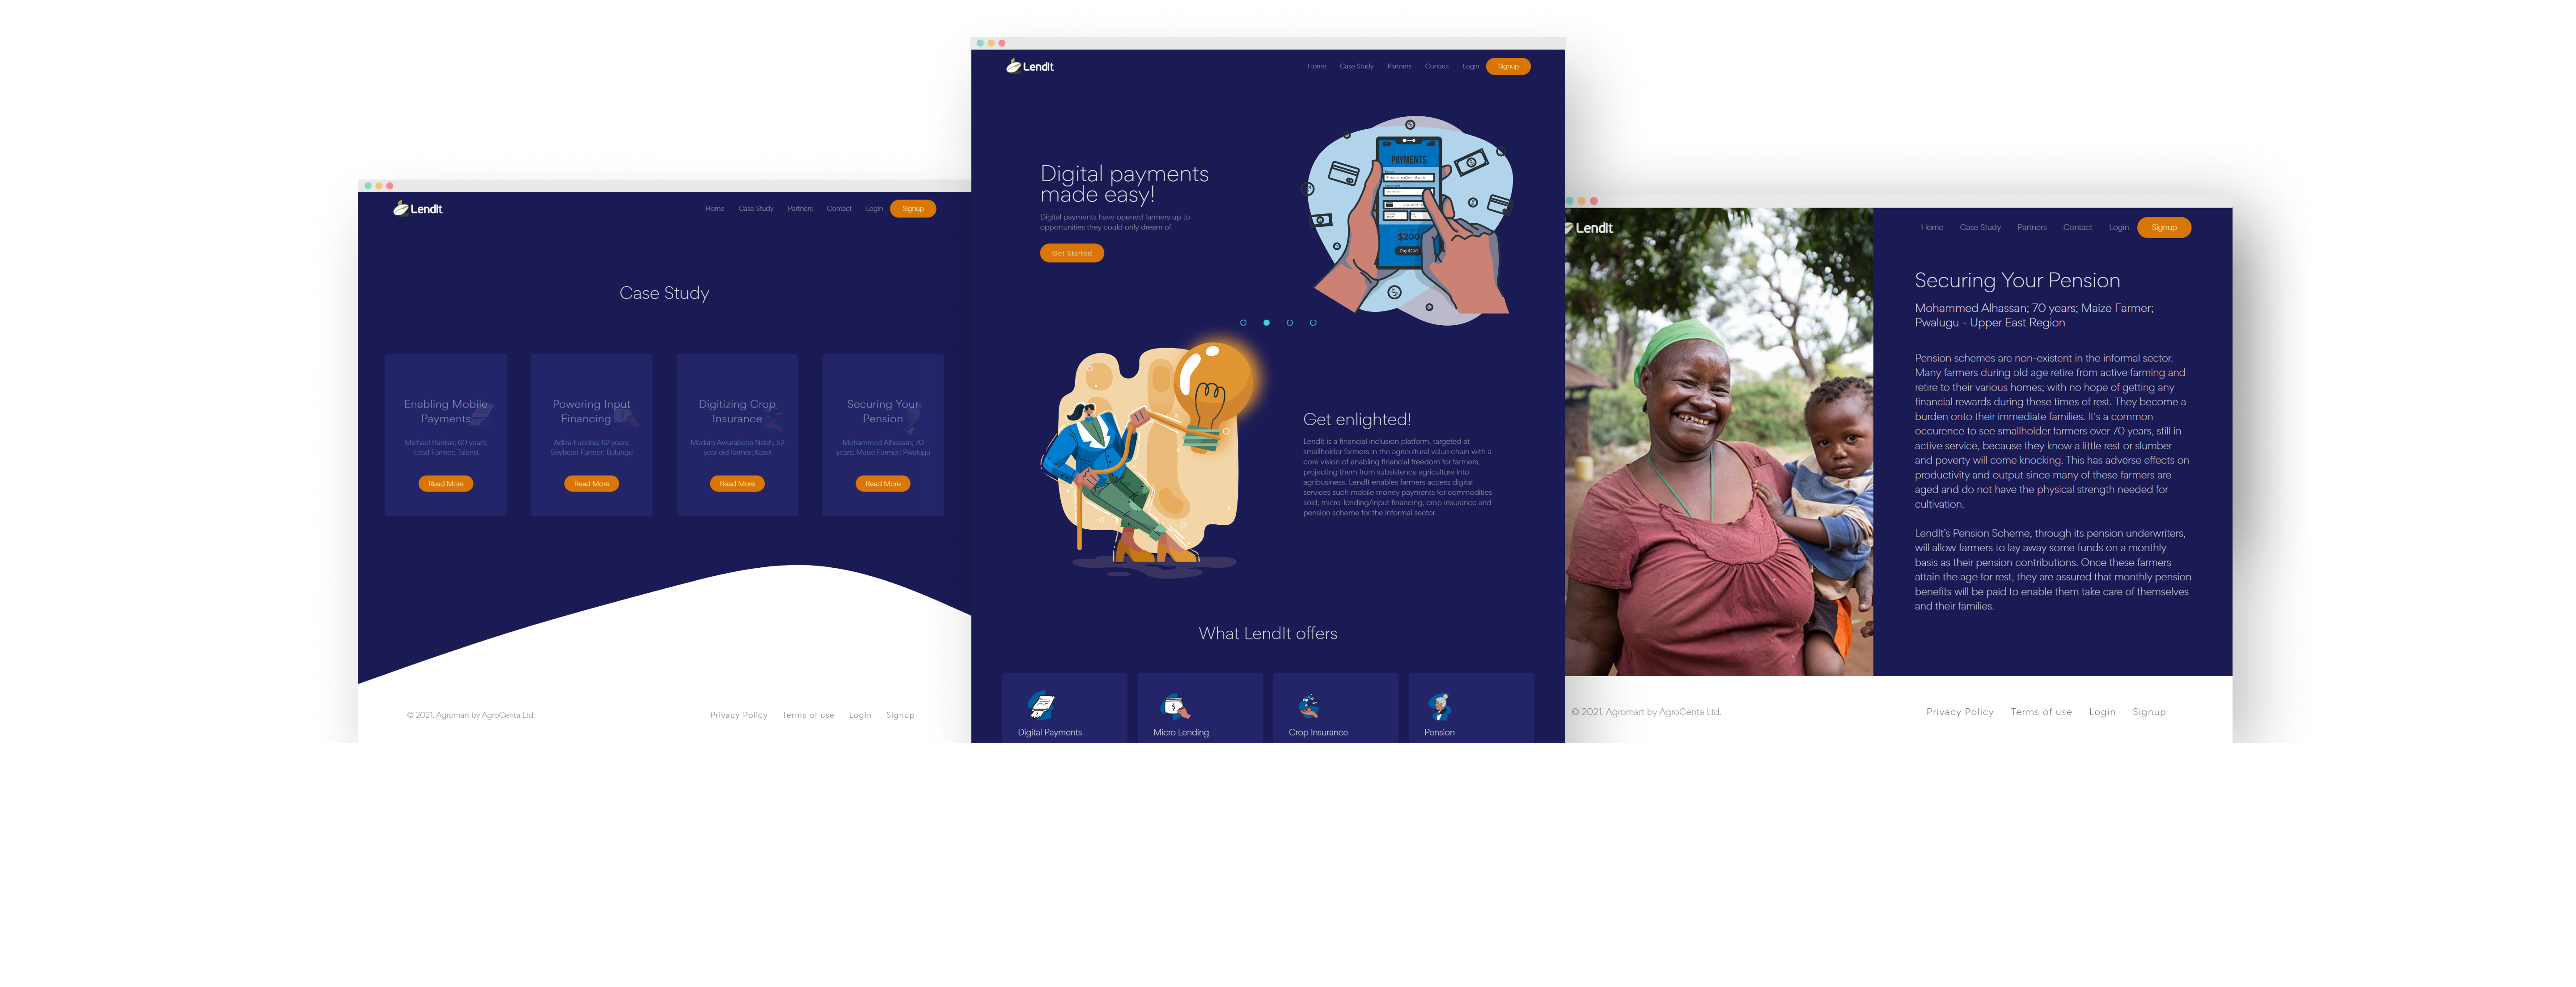 LendIt
Home Case Study Partners Contact Login Signup
Case Study
Enabling Mobile
Payments
Michael Bankas; 60 years;
Lead Farmer; Talensi
Read More
Powering Input
Financing ...
Adiza Fuseina; 62 years;
Soybean Farmer; Balungu
Read More
Digitizing Crop
Insurance
Madam Awurabena Nsiah; 52
year old farmer; Kasei
Read More
Securing Your
Pension
Mohammed Alhassan; 70
years; Maize Farmer; Pwalugu
Read More
© 2021. Agromart by AgroCenta Ltd.
Privacy Policy Terms of use Login Signup
LendIt
Home Case Study Partners Contact Login Signup
Digital payments
made easy!
Digital payments have opened farmers up to
opportunities they could only dream of
Get Started
PAYMENTS
$200
Pay $200
Get enlighted!
LendIt is a financial inclusion platform, targeted at
smallholder farmers in the agricultural value chain with a
core vision of enabling financial freedom for farmers,
projecting them from subsistence agriculture into
agribusiness. LendIt enables farmers access digital
services such mobile money payments for commodities
sold, micro-lending/input financing, crop insurance and
pension scheme for the informal sector.
What LendIt offers
Digital Payments
Micro Lending
Crop Insurance
Pension
LendIt
Home Case Study Partners Contact Login Signup
Securing Your Pension
Mohammed Alhassan; 70 years; Maize Farmer;
Pwalugu - Upper East Region
Pension schemes are non-existent in the informal sector.
Many farmers during old age retire from active farming and
retire to their various homes; with no hope of getting any
financial rewards during these times of rest. They become a
burden onto their immediate families. It's a common
occurence to see smallholder farmers over 70 years, still in
active service, because they know a little rest or slumber
and poverty will come knocking. This has adverse effects on
productivity and output since many of these farmers are
aged and do not have the physical strength needed for
cultivation.
LendIt's Pension Scheme, through its pension underwriters,
will allow farmers to lay away some funds on a monthly
basis as their pension contributions. Once these farmers
attain the age for rest, they are assured that monthly pension
benefits will be paid to enable them take care of themselves
and their families.
© 2021. Agromart by AgroCenta Ltd.
Privacy Policy Terms of use Login Signup